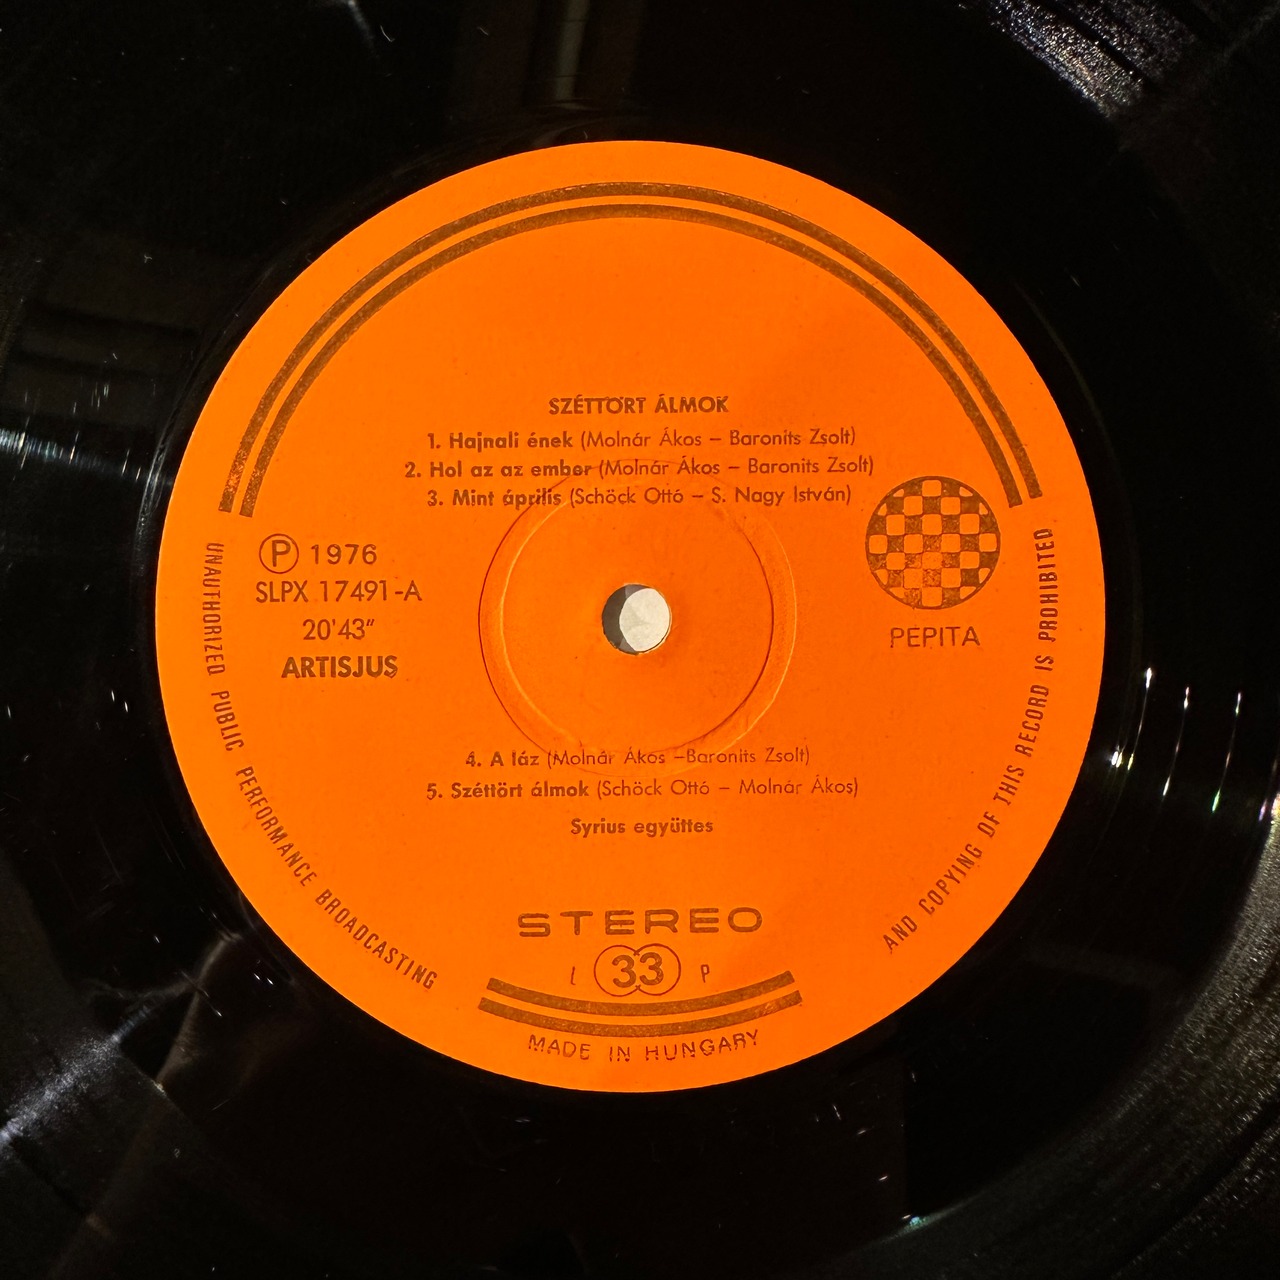 SZÉTTÖRT ÁLMOK
1. Hajnali ének (Molnár Ákos – Baronits Zsolt)
2. Hol az az ember (Molnár Ákos – Baronits Zsolt)
3. Mint április (Schöck Ottó – S. Nagy István)
Ⓟ 1976
SLPX 17491-A
20'43"
ARTISJUS
PEPITA
4. A láz (Molnár Ákos –Baronits Zsolt)
5. Széttört álmok (Schöck Ottó – Molnár Ákos)
Syrius együttes
STEREO
L 33 P
MADE IN HUNGARY
UNAUTHORIZED PUBLIC PERFORMANCE BROADCASTING
AND COPYING OF THIS RECORD IS PROHIBITED